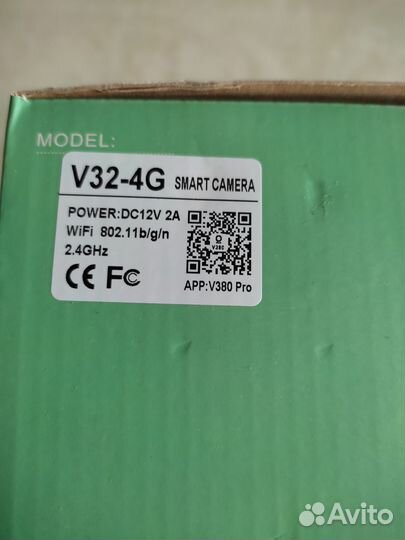 MODEL:
V32-4G SMART CAMERA
POWER:DC12V 2A
WiFi 802.11b/g/n
2.4GHz
V380
CE FC
APP:V380 Pro
Avito